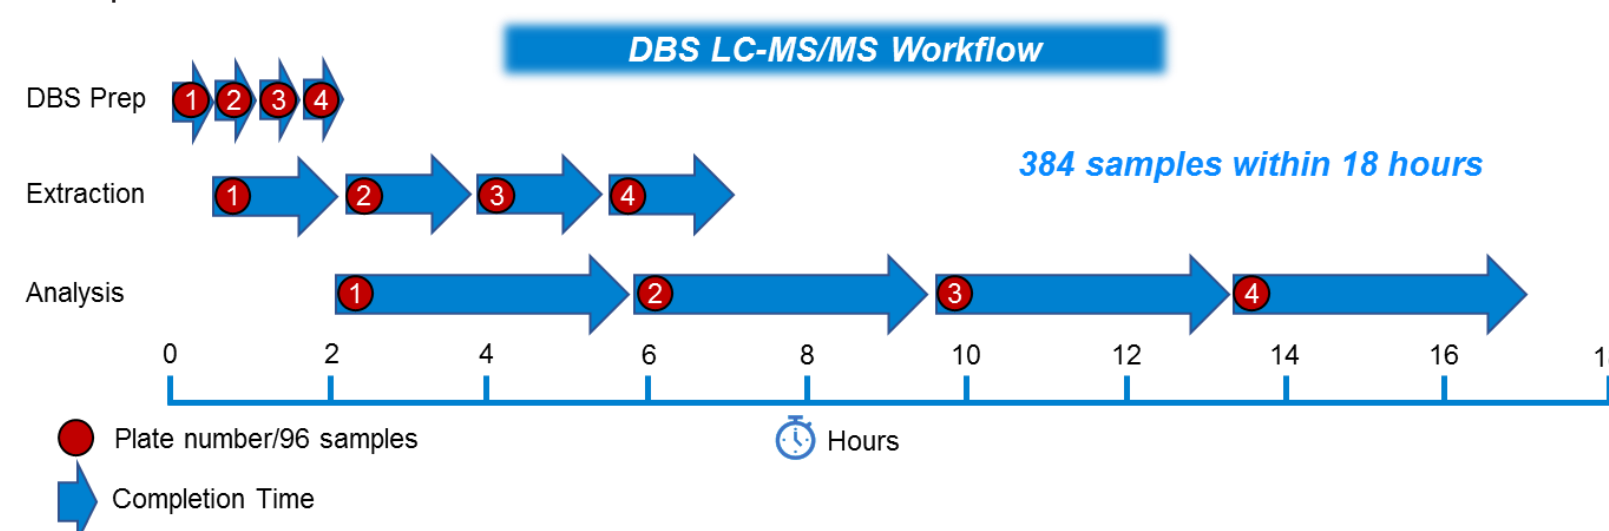 DBS LC-MS/MS Workflow
DBS Prep 1 2 3 4
384 samples within 18 hours
Extraction 1 2 3 4
Analysis 1 2 3 4
0 2 4 6 8 10 12 14 16
Plate number/96 samples
Hours
Completion Time